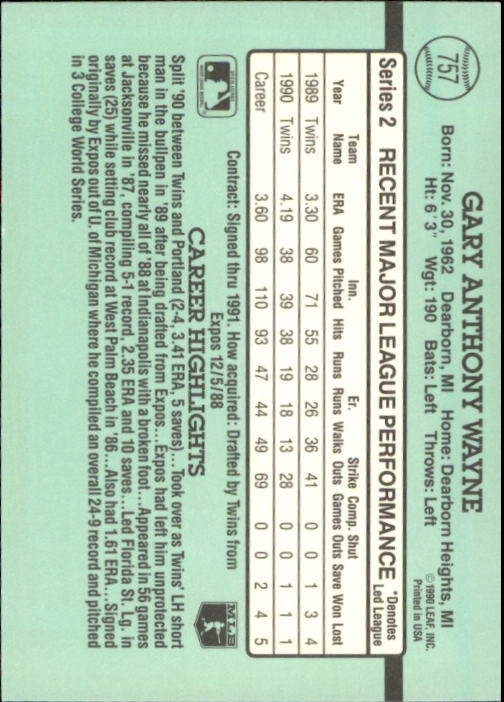 757
GARY ANTHONY WAYNE
Born: Nov. 30, 1962 Dearborn, MI Home: Dearborn Heights, MI
Ht: 6' 3" Wgt: 190 Bats: Left Throws: Left
© 1990 LEAF, INC.
Printed in USA
Series 2 RECENT MAJOR LEAGUE PERFORMANCE *Denotes Led League
Year Team Name ERA Games Inn. Pitched Hits Runs Er. Runs Walks Strike Outs Comp. Games Shut Outs Save Won Lost
1989 Twins 3.30 60 71 55 28 26 36 41 0 0 1 3 4
1990 Twins 4.19 38 39 38 19 18 13 28 0 0 1 1 1
Career 3.60 98 110 93 47 44 49 69 0 0 2 4 5
Contract: Signed thru 1991. How acquired: Drafted by Twins from
Expos 12/5/88
CAREER HIGHLIGHTS
MLB
Split '90 between Twins and Portland (2-4, 3.41 ERA, 5 saves)...Took over as Twins' LH short
man in the bullpen in '89 after being drafted from Expos...Expos had left him unprotected
because he missed nearly all of '88 at Indianapolis with a broken foot...Appeared in 56 games
at Jacksonville in '87, compiling 5-1 record, 2.35 ERA and 10 saves...Led Florida St. Lg. in
saves (25) while setting club record at West Palm Beach in '86...Also had 1.61 ERA...Signed
originally by Expos out of U. of Michigan where he compiled an overall 24-9 record and pitched
in 3 College World Series.